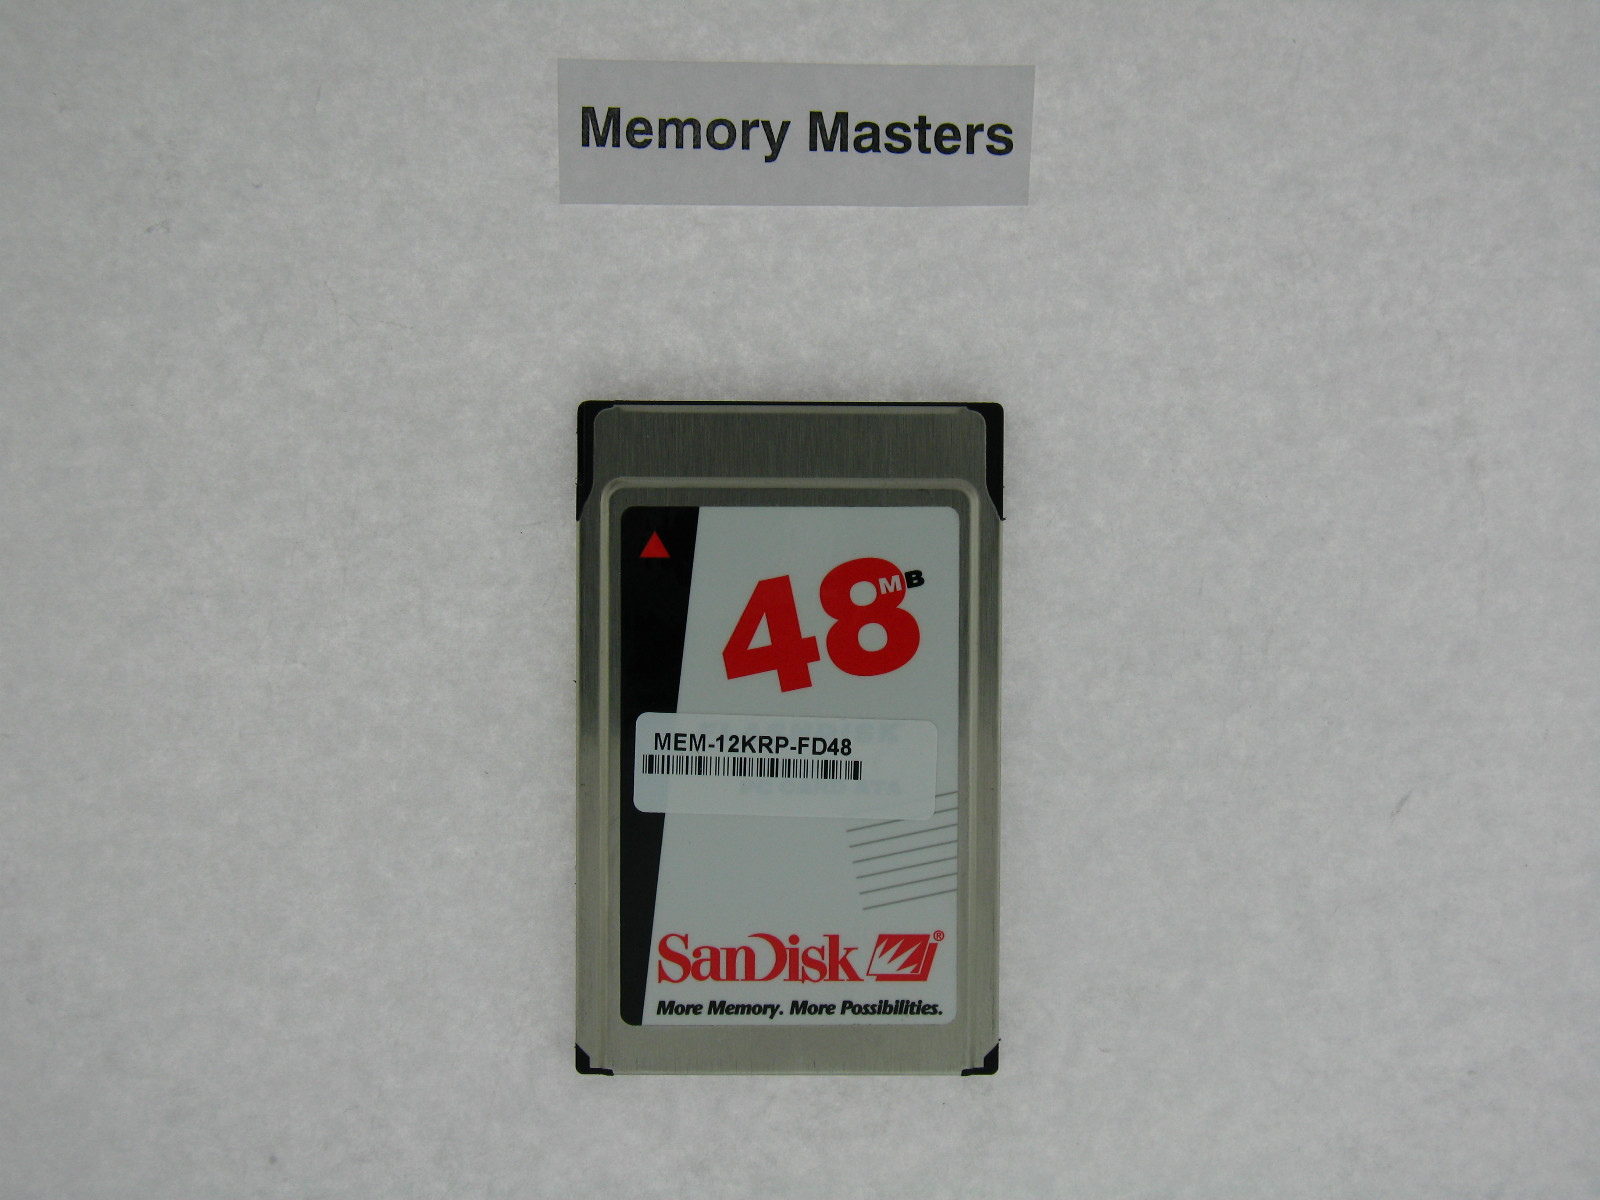 Memory Masters
48MB
MEM-12KRP-FD48
SanDisk ®
More Memory. More Possibilities.